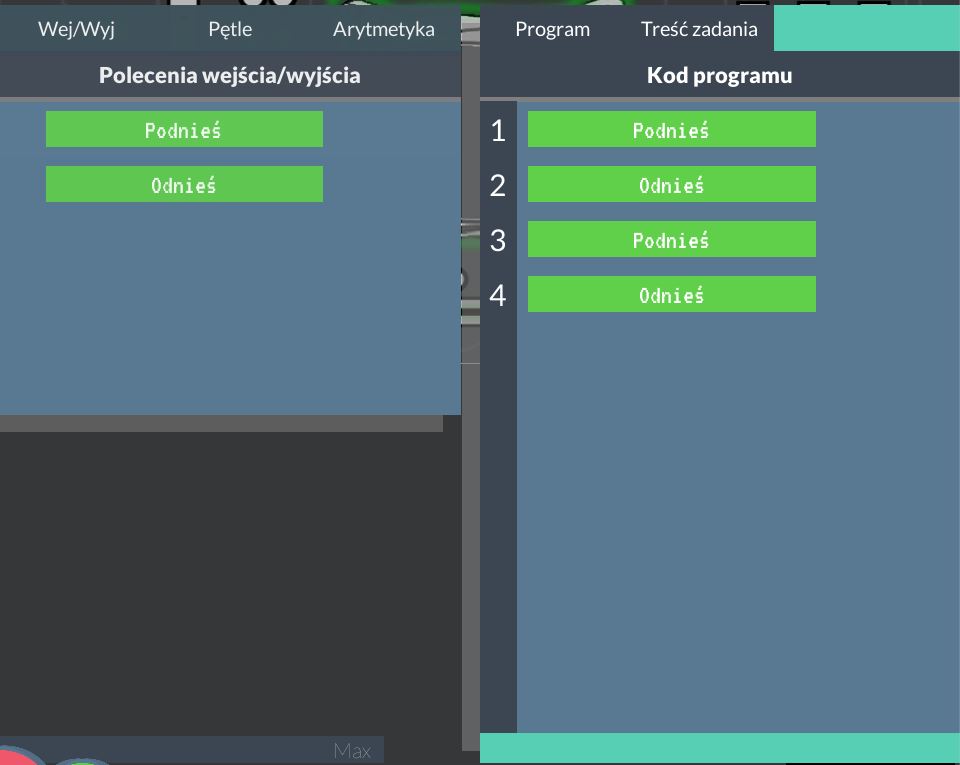 Wej/Wyj Pętle Arytmetyka
Polecenia wejścia/wyjścia
Podnieś
Odnieś
Max
Program Treść zadania
Kod programu
1 Podnieś
2 Odnieś
3 Podnieś
4 Odnieś